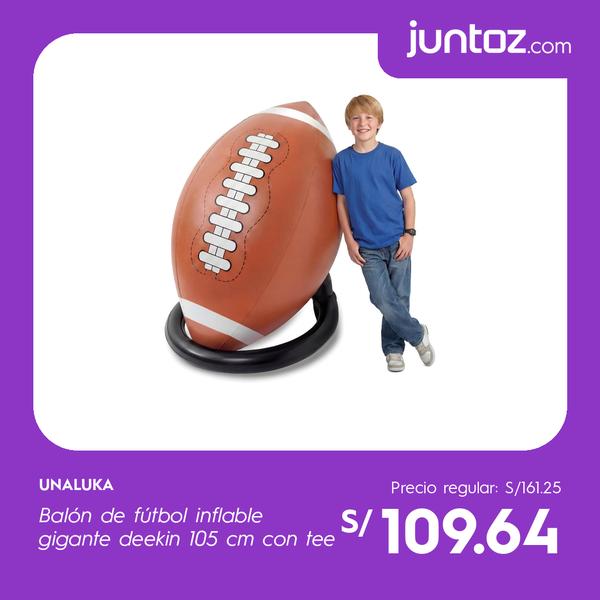 juntoz.com
UNALUKA
Balón de fútbol inflable
gigante deekin 105 cm con tee
Precio regular: S/161.25
S/109.64